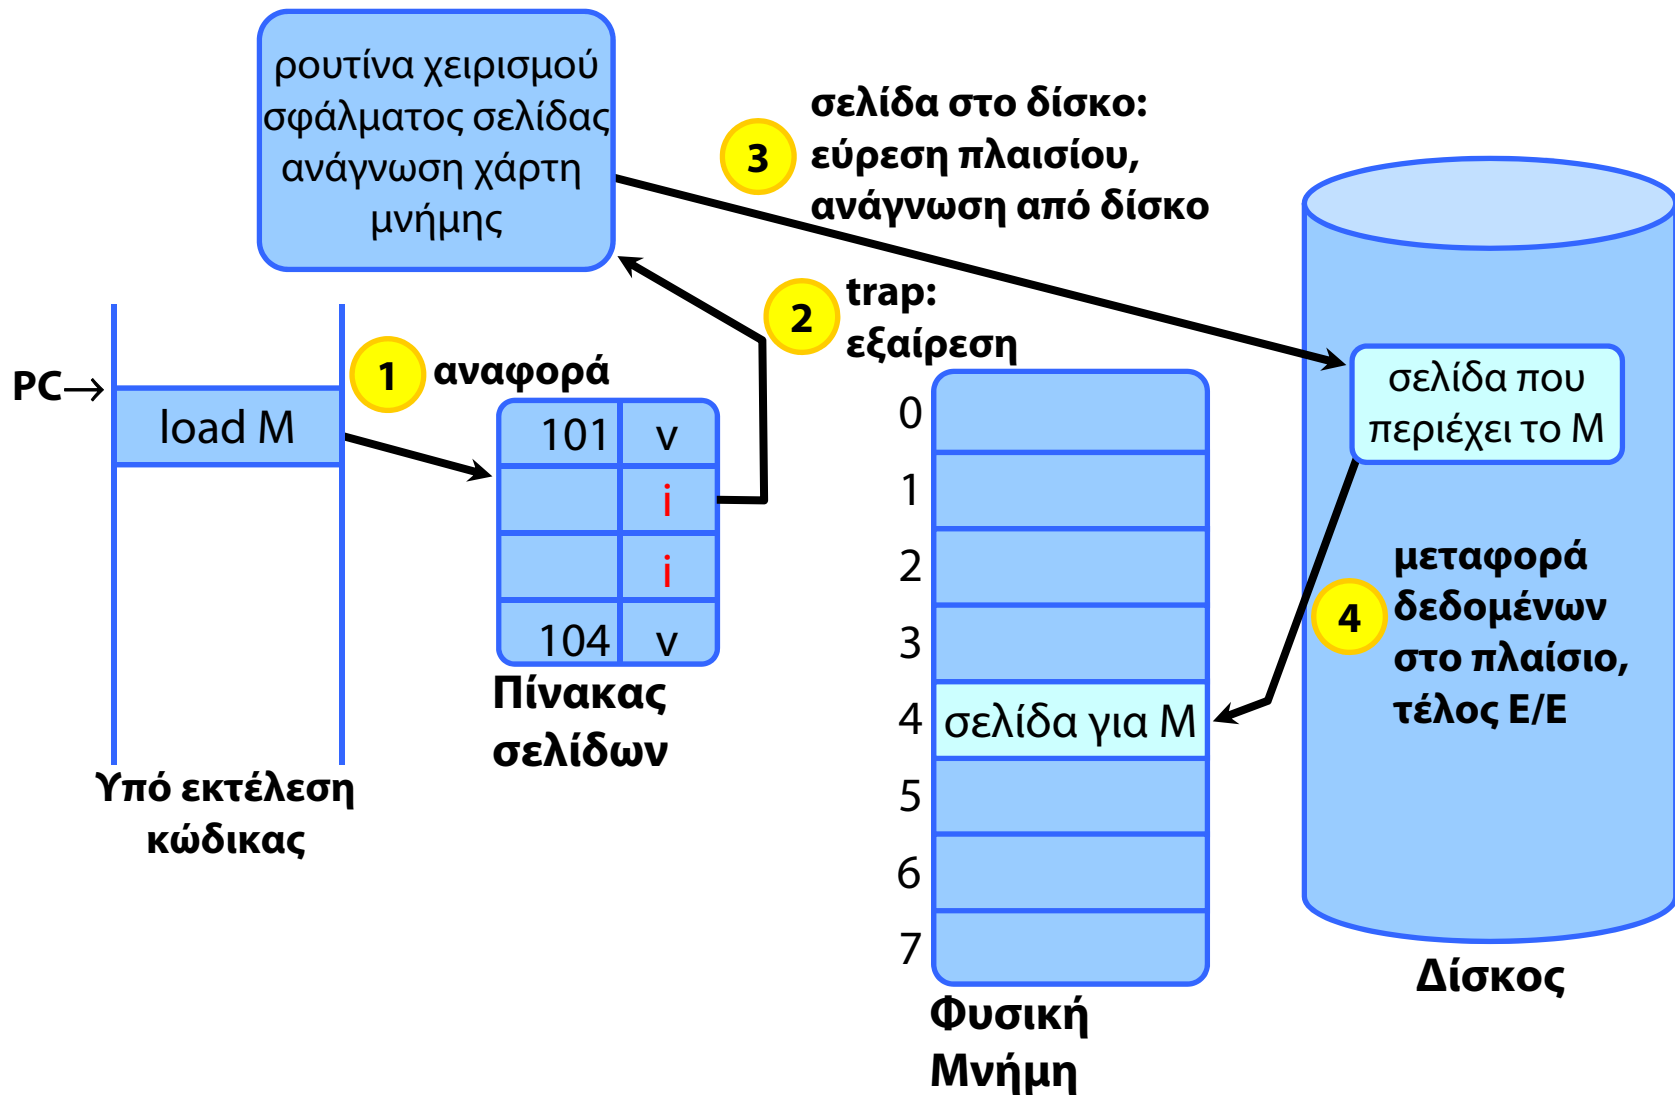 ρουτίνα χειρισμού
σφάλματος σελίδας
ανάγνωση χάρτη
μνήμης
3
σελίδα στο δίσκο:
εύρεση πλαισίου,
ανάγνωση από δίσκο
2
trap:
εξαίρεση
1
αναφορά
PC→
load M
101 v
i
i
104 v
Πίνακας
σελίδων
Υπό εκτέλεση
κώδικας
0
1
2
3
4 σελίδα για Μ
5
6
7
Φυσική
Μνήμη
σελίδα που
περιέχει το Μ
4
μεταφορά
δεδομένων
στο πλαίσιο,
τέλος Ε/Ε
Δίσκος